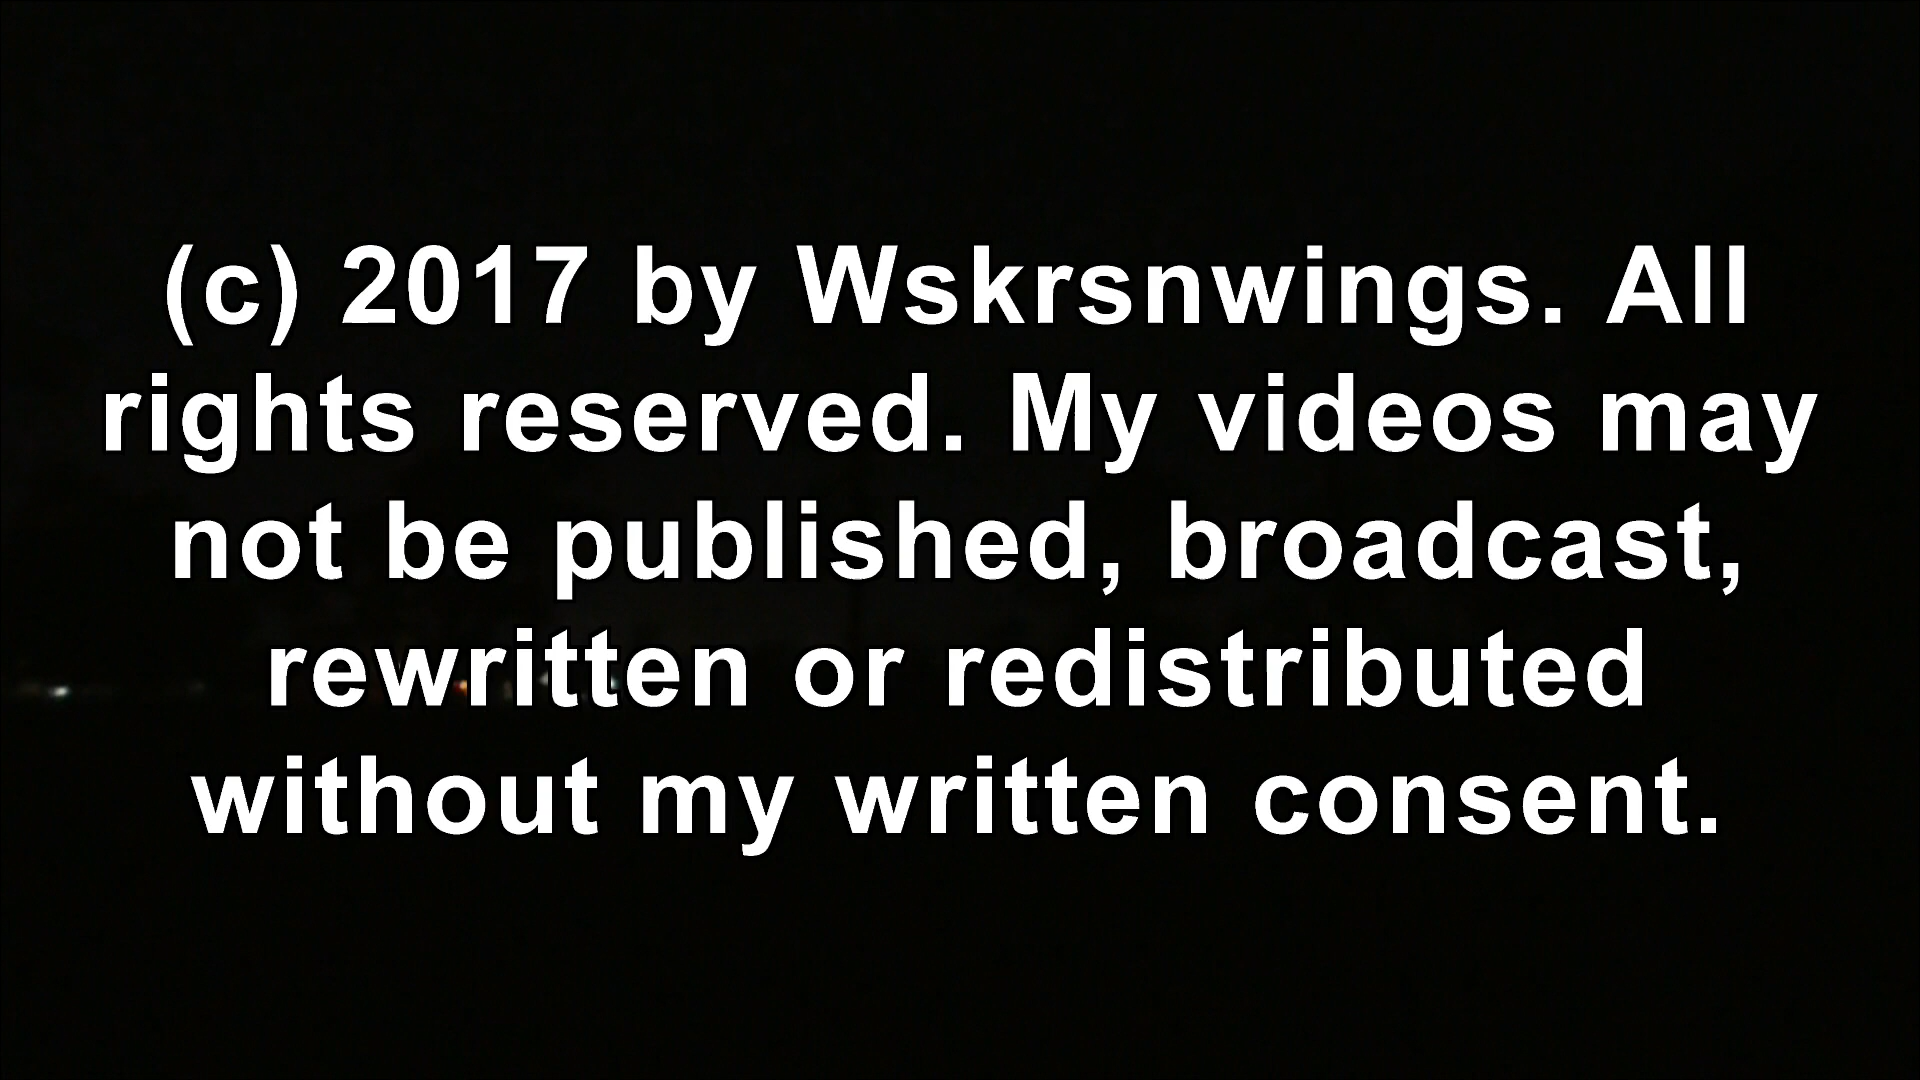 (c) 2017 by Wskrsnwings. All
rights reserved. My videos may
not be published, broadcast,
rewritten or redistributed
without my written consent.